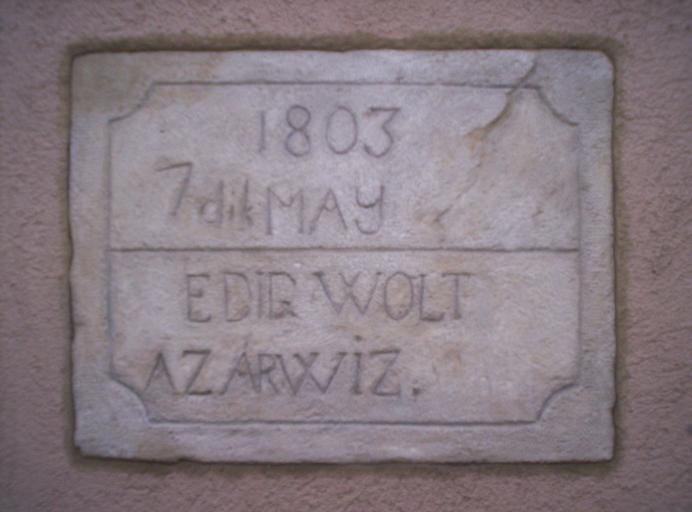 1803
7dik MAY
EDIG WOLT
AZ ARWIZ.